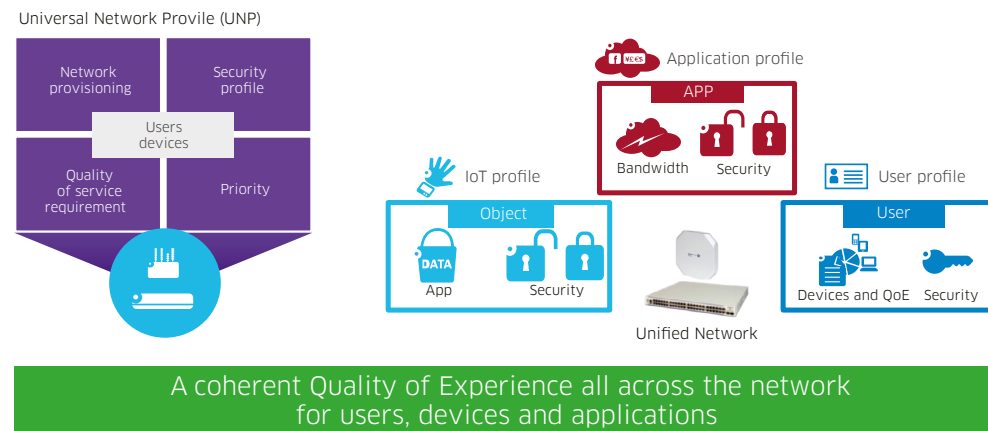 Universal Network Provile (UNP)
Network
provisioning
Security
profile
Users
devices
Quality
of service
requirement
Priority
Application profile
APP
Bandwidth
Security
IoT profile
Object
DATA
App
Security
User profile
User
Devices and QoE
Security
Unified Network
A coherent Quality of Experience all across the network
for users, devices and applications